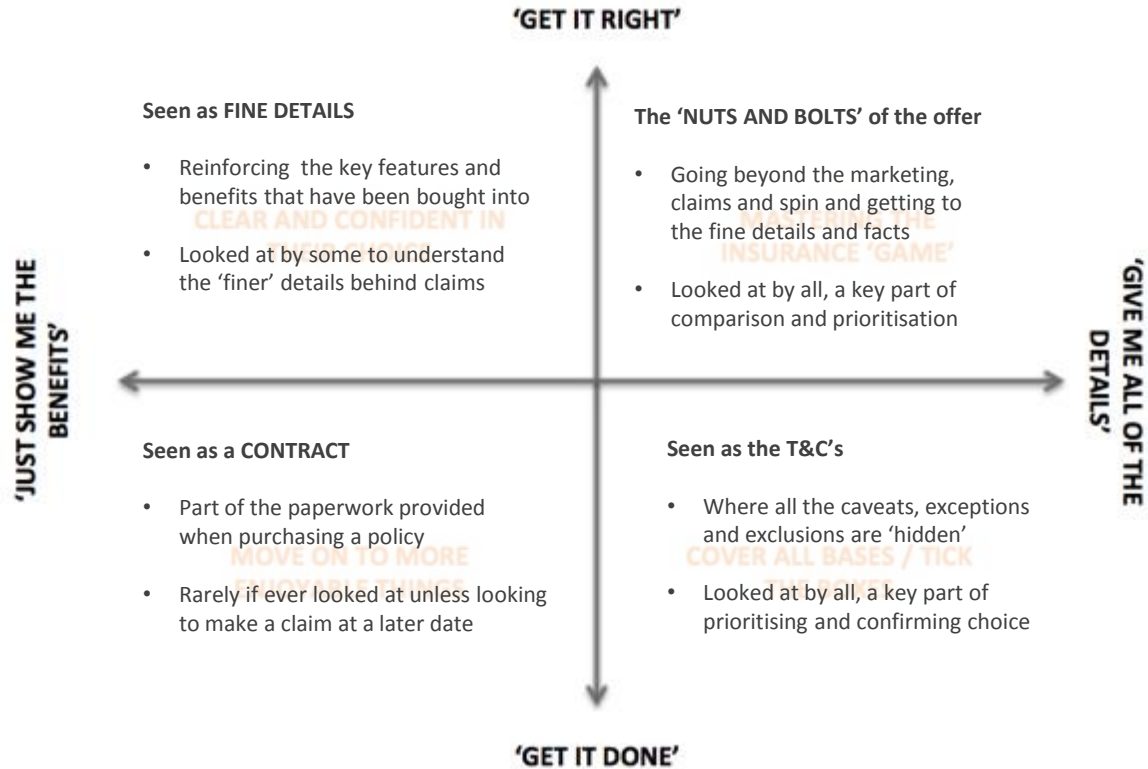 ‘GET IT RIGHT’
Seen as FINE DETAILS
• Reinforcing the key features and
benefits that have been bought into
CLEAR AND CONFIDENT IN
THEIR CHOICE
• Looked at by some to understand
the ‘finer’ details behind claims
The ‘NUTS AND BOLTS’ of the offer
• Going beyond the marketing,
claims and spin and getting to
the fine details and facts
MASTERING THE
INSURANCE ‘GAME’
• Looked at by all, a key part of
comparison and prioritisation
‘JUST SHOW ME THE
BENEFITS’
‘GIVE ME ALL OF THE
DETAILS’
Seen as a CONTRACT
• Part of the paperwork provided
when purchasing a policy
MOVE ON TO MORE
ENJOYABLE THINGS
• Rarely if ever looked at unless looking
to make a claim at a later date
Seen as the T&C’s
• Where all the caveats, exceptions
and exclusions are ‘hidden’
COVER ALL BASES / TICK
THE BOXES
• Looked at by all, a key part of
prioritising and confirming choice
‘GET IT DONE’